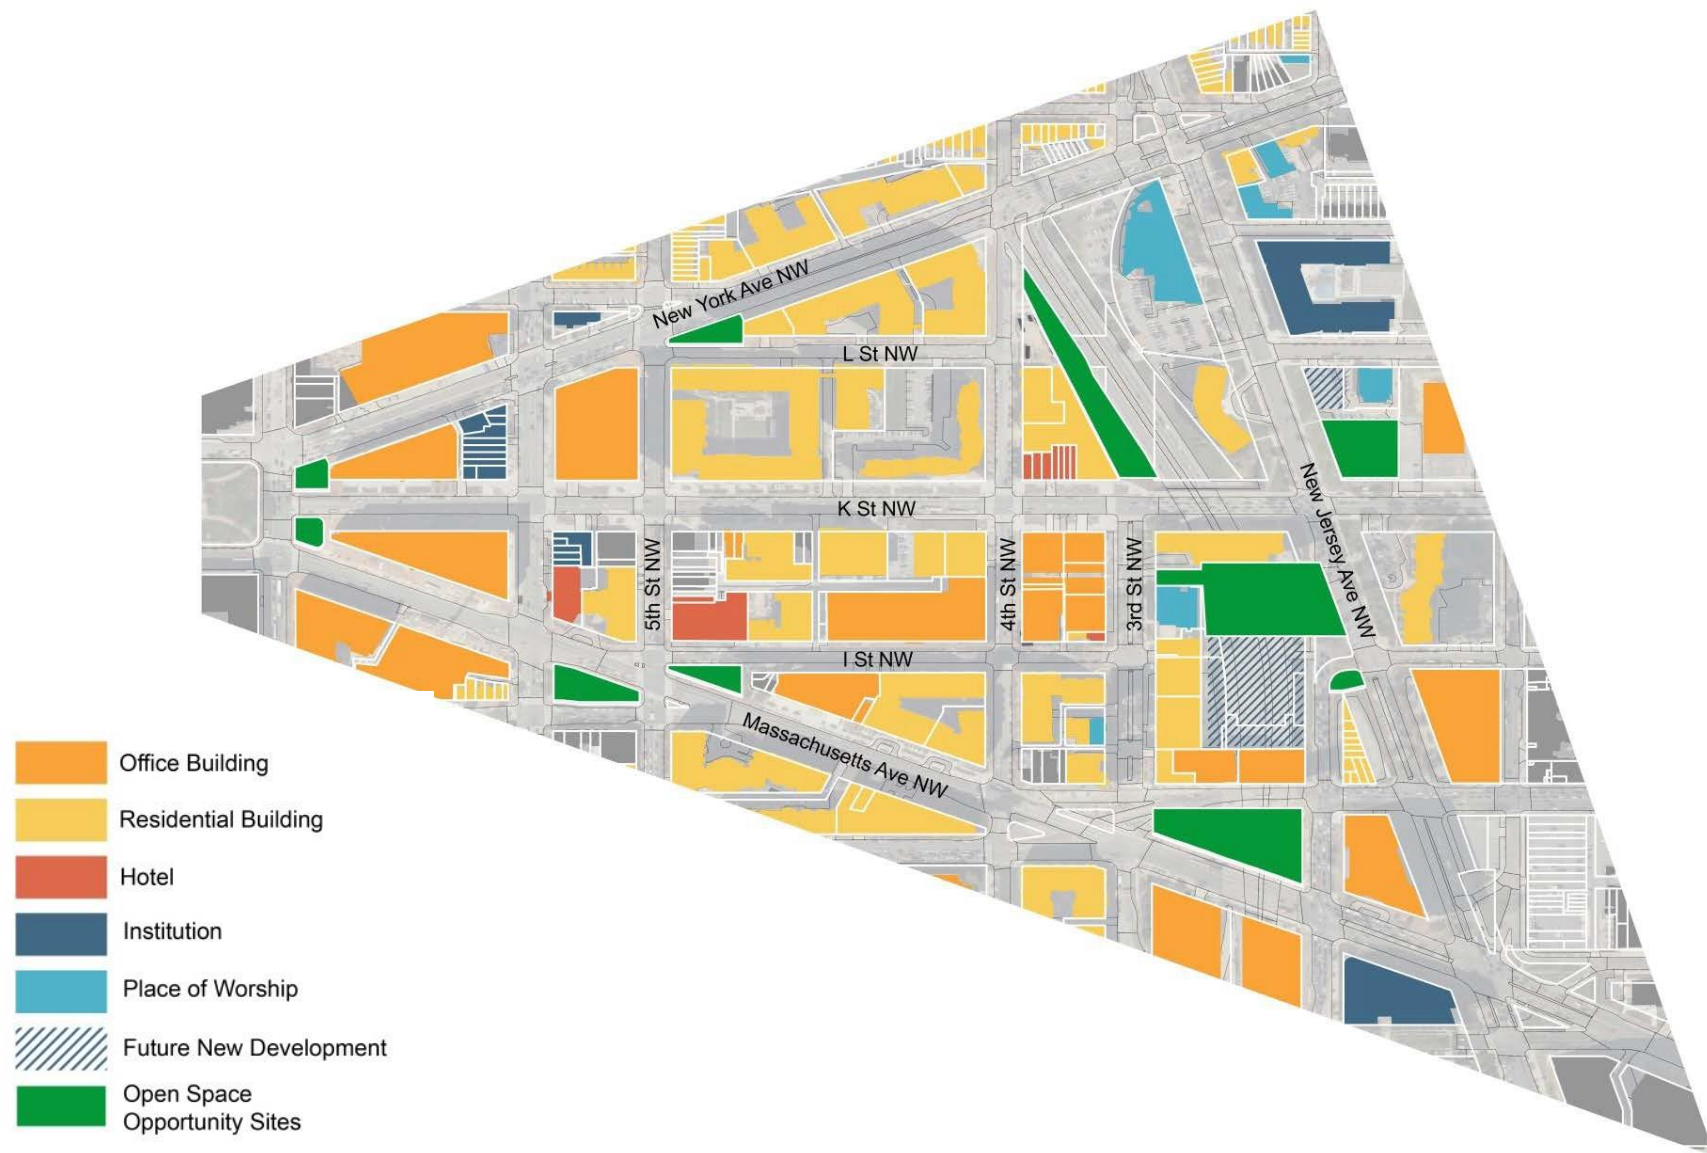 New York Ave NW
L St NW
K St NW
New Jersey Ave NW
5th St NW
4th St NW
3rd St NW
I St NW
Massachusetts Ave NW
Office Building
Residential Building
Hotel
Institution
Place of Worship
Future New Development
Open Space
Opportunity Sites